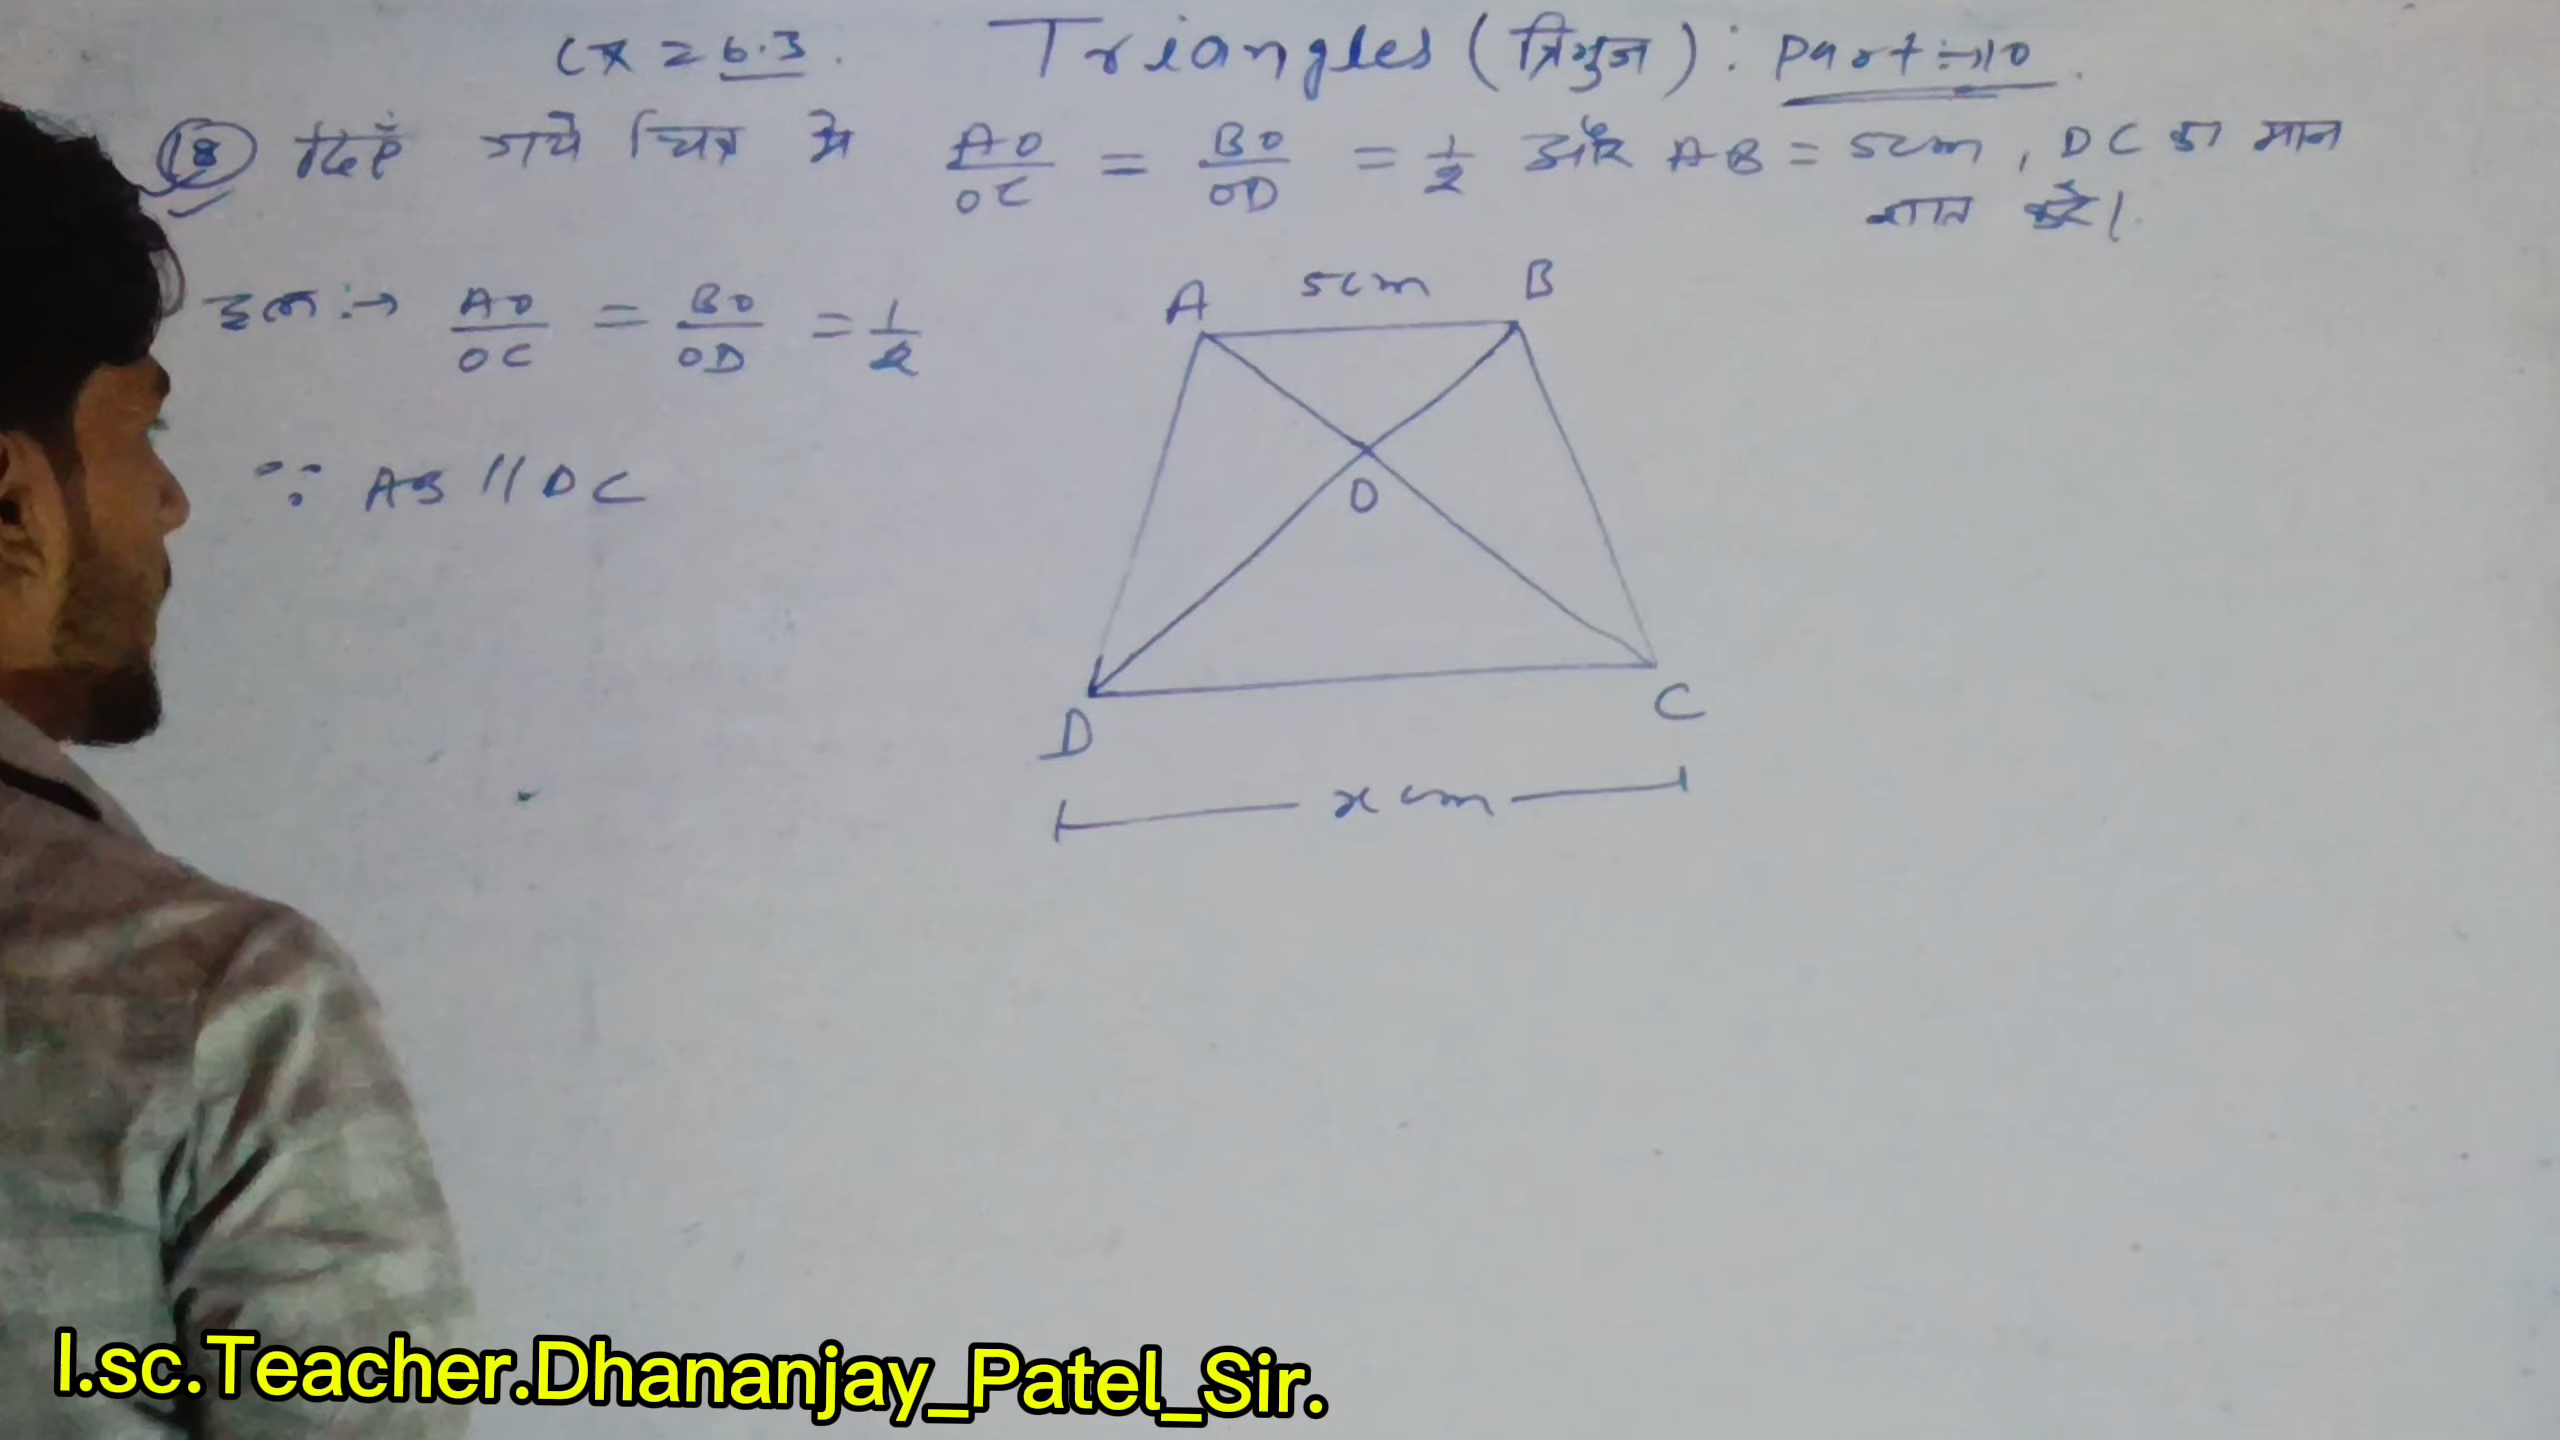 Ex = 6.3. Triangles (त्रिभुज) : Part :→ 10.
(18) दिए गये चित्र में AO/OC = BO/OD = 1/2 और AB = 5cm, DC का मान
ज्ञात करें।
हल :→ AO/OC = BO/OD = 1/2
∵ AB // DC
A 5cm B
O
D C
x cm
I.sc.Teacher.Dhananjay_Patel_Sir.